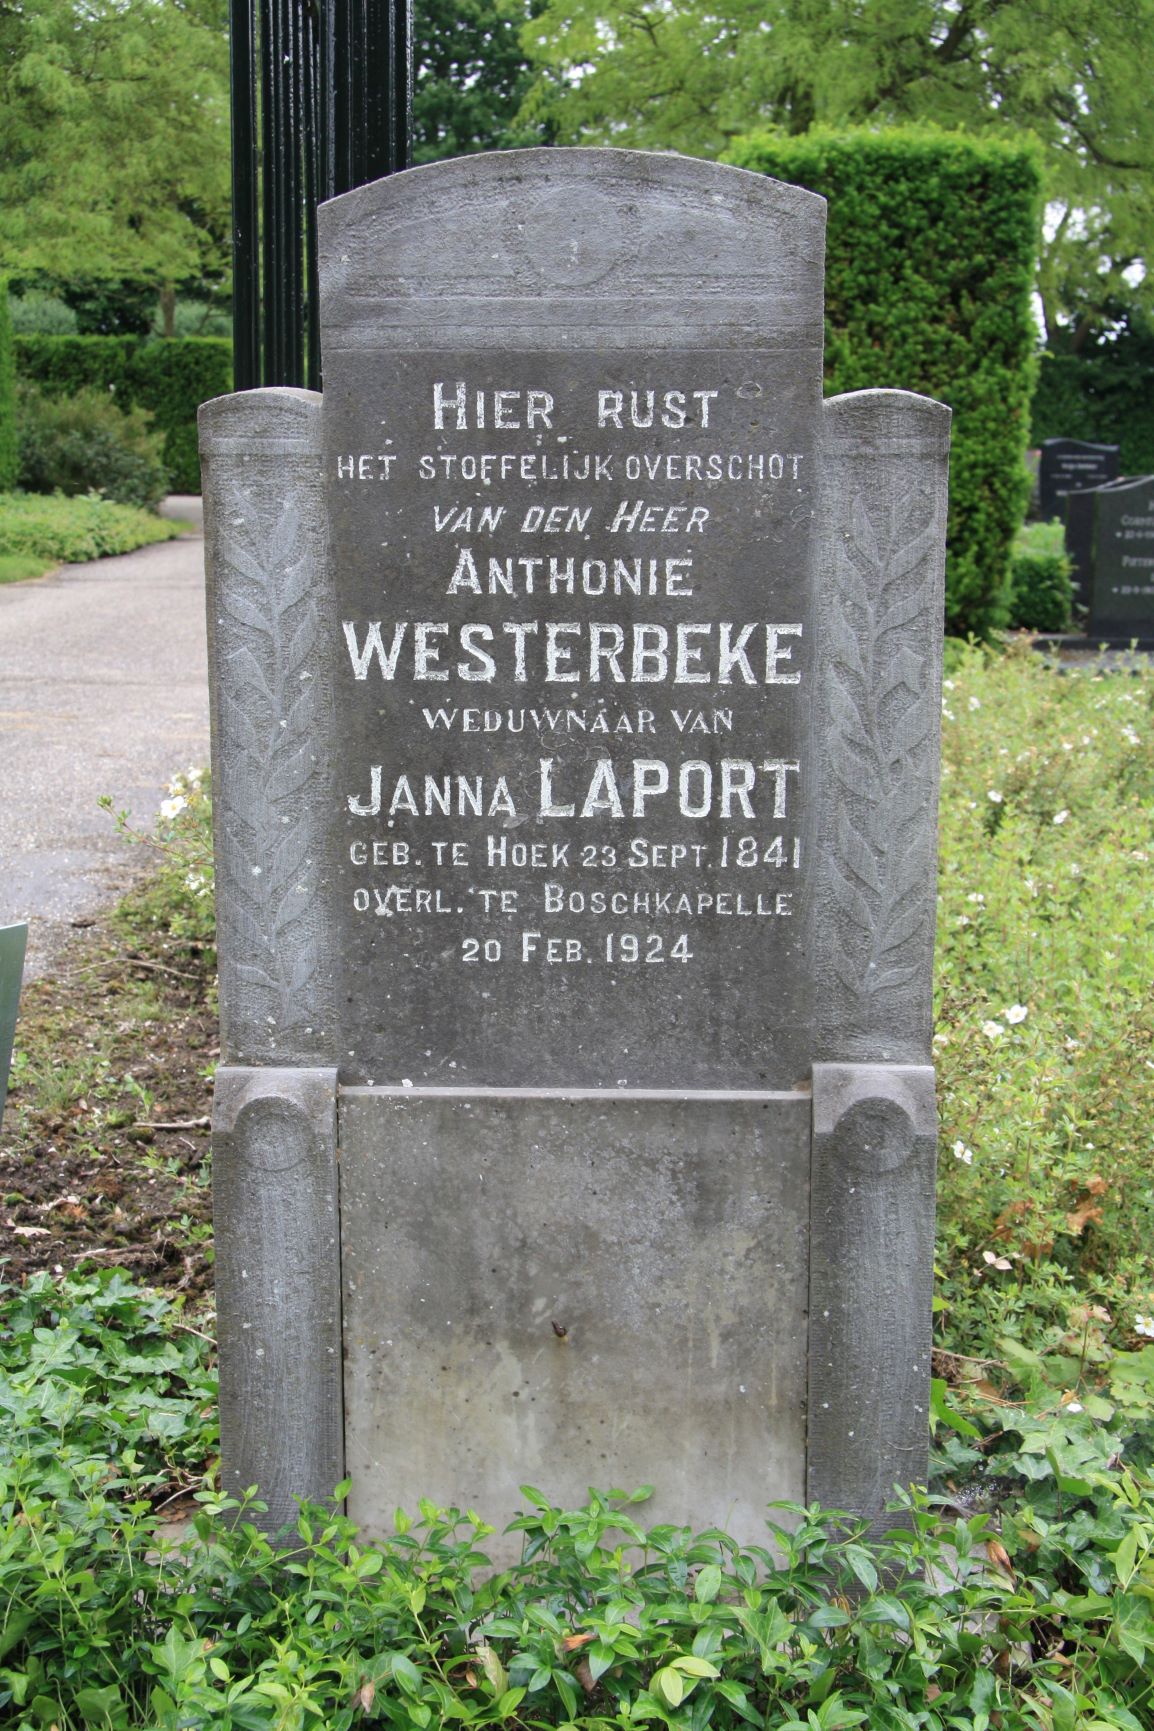 HIER RUST
HET STOFFELIJK OVERSCHOT
VAN DEN HEER
ANTHONIE
WESTERBEKE
WEDUWNAAR VAN
JANNA LAPORT
GEB. TE HOEK 23 SEPT. 1841
OVERL. TE BOSCHKAPELLE
20 FEB. 1924